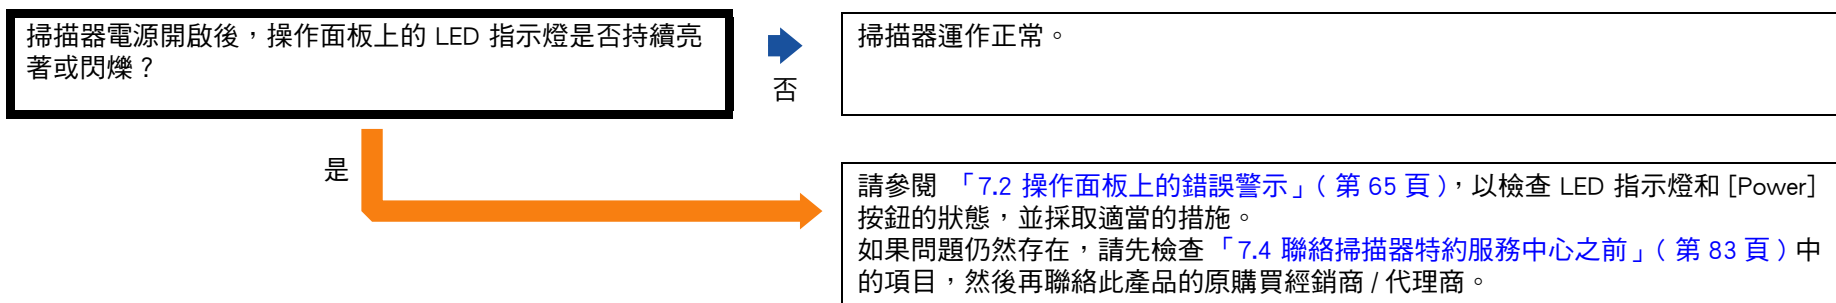 掃描器電源開啟後，操作面板上的 LED 指示燈是否持續亮
著或閃爍？
否
掃描器運作正常。
是
請參閱 「7.2 操作面板上的錯誤警示」( 第 65 頁 )，以檢查 LED 指示燈和 [Power]
按鈕的狀態，並採取適當的措施。
如果問題仍然存在，請先檢查「7.4 聯絡掃描器特約服務中心之前」( 第 83 頁 ) 中
的項目，然後再聯絡此產品的原購買經銷商 / 代理商。